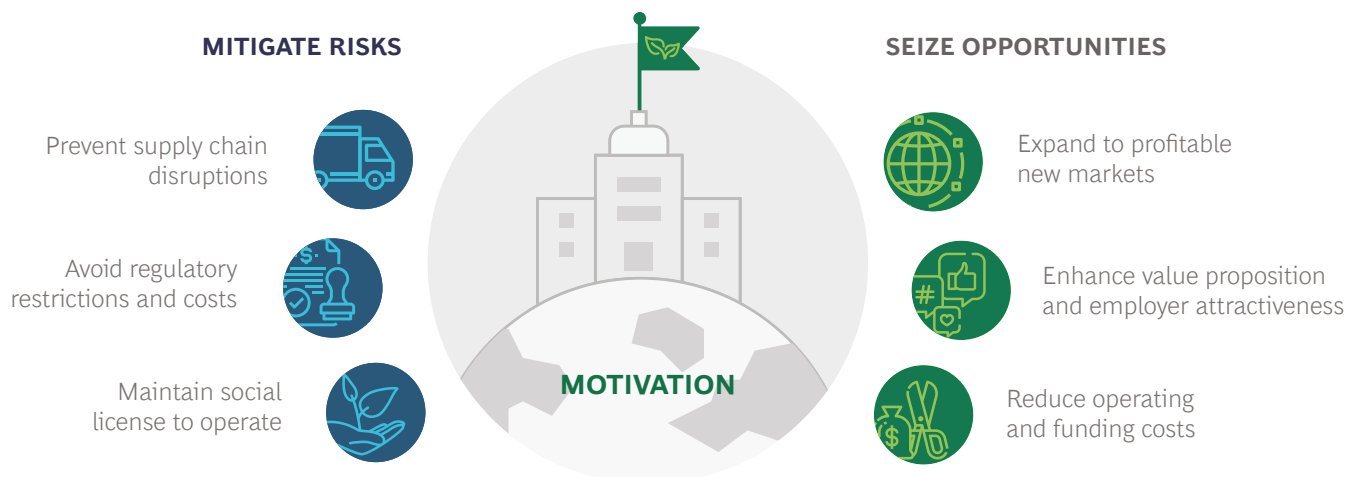 MITIGATE RISKS
Prevent supply chain
disruptions
$
Avoid regulatory
restrictions and costs
Maintain social
license to operate
MOTIVATION
SEIZE OPPORTUNITIES
Expand to profitable
new markets
#
Enhance value proposition
and employer attractiveness
$
Reduce operating
and funding costs